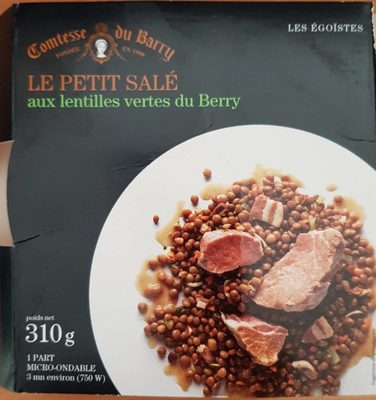 LES ÉGOÏSTES
Comtesse du Barry
FONDÉE EN 1908
LE PETIT SALÉ
aux lentilles vertes du Berry
poids net
310 g
1 PART
MICRO-ONDABLE
3 mn environ (750 W)